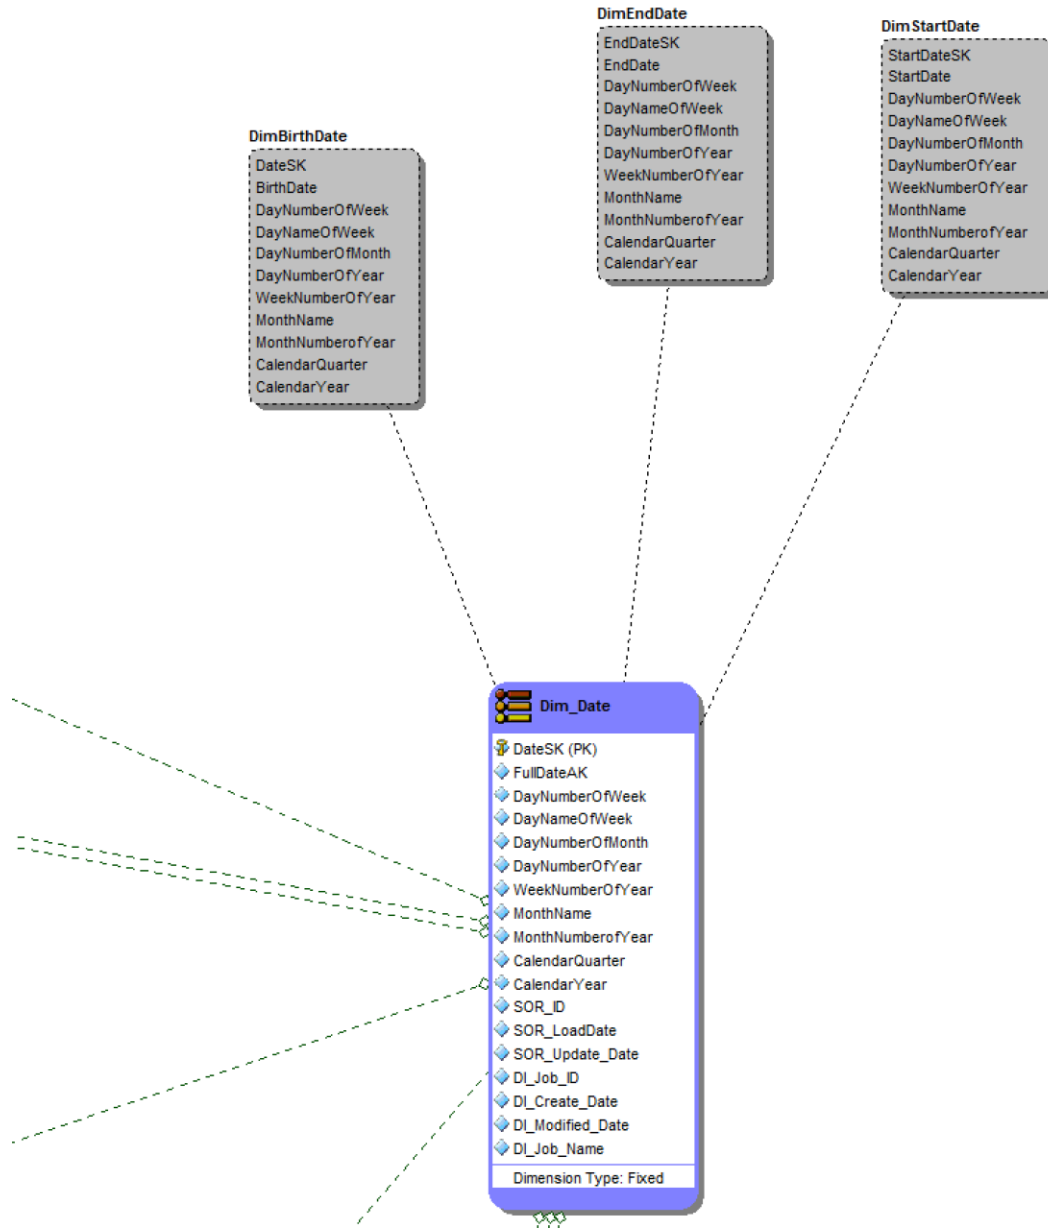 DimEndDate
EndDateSK
EndDate
DayNumberOfWeek
DayNameOfWeek
DayNumberOfMonth
DayNumberOfYear
WeekNumberOfYear
MonthName
MonthNumberofYear
CalendarQuarter
CalendarYear
DimStartDate
StartDateSK
StartDate
DayNumberOfWeek
DayNameOfWeek
DayNumberOfMonth
DayNumberOfYear
WeekNumberOfYear
MonthName
MonthNumberofYear
CalendarQuarter
CalendarYear
DimBirthDate
DateSK
BirthDate
DayNumberOfWeek
DayNameOfWeek
DayNumberOfMonth
DayNumberOfYear
WeekNumberOfYear
MonthName
MonthNumberofYear
CalendarQuarter
CalendarYear
Dim_Date
DateSK (PK)
FullDateAK
DayNumberOfWeek
DayNameOfWeek
DayNumberOfMonth
DayNumberOfYear
WeekNumberOfYear
MonthName
MonthNumberofYear
CalendarQuarter
CalendarYear
SOR_ID
SOR_LoadDate
SOR_Update_Date
DI_Job_ID
DI_Create_Date
DI_Modified_Date
DI_Job_Name
Dimension Type: Fixed